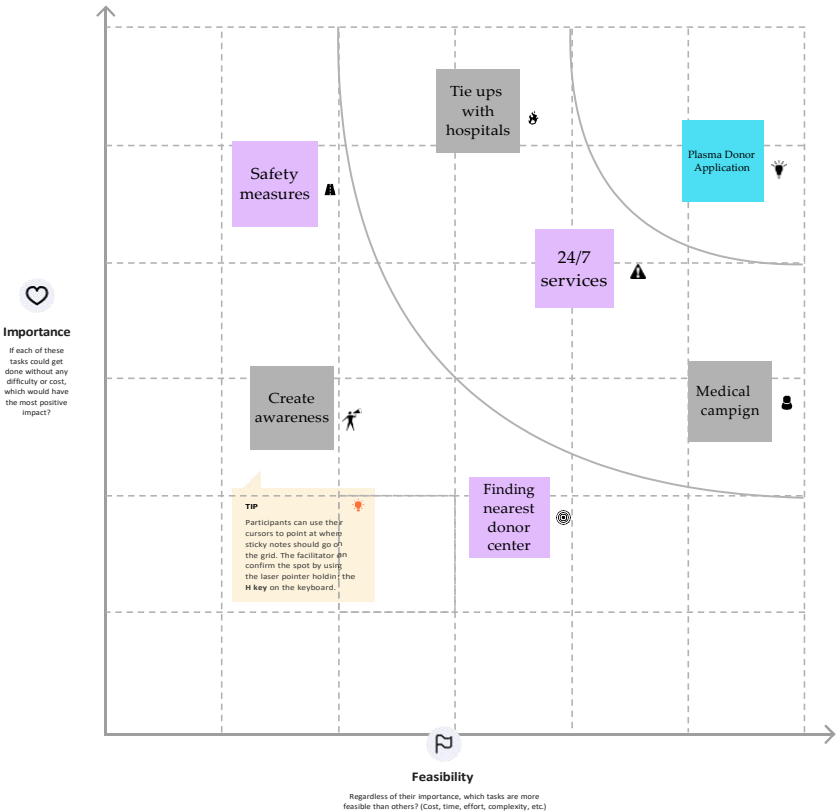 Tie ups
with
hospitals
Plasma Donor
Application
Safety
measures
24/7
services
Importance
If each of these
tasks could get
done without any
difficulty or cost,
which would have
the most positive
impact?
Create
awareness
Medical
campign
Finding
nearest
donor
center
TIP
Participants can use their
cursors to point at where
sticky notes should go on
the grid. The facilitator can
confirm the spot by using
the laser pointer holding the
H key on the keyboard.
Feasibility
Regardless of their importance, which tasks are more
feasible than others? (Cost, time, effort, complexity, etc.)